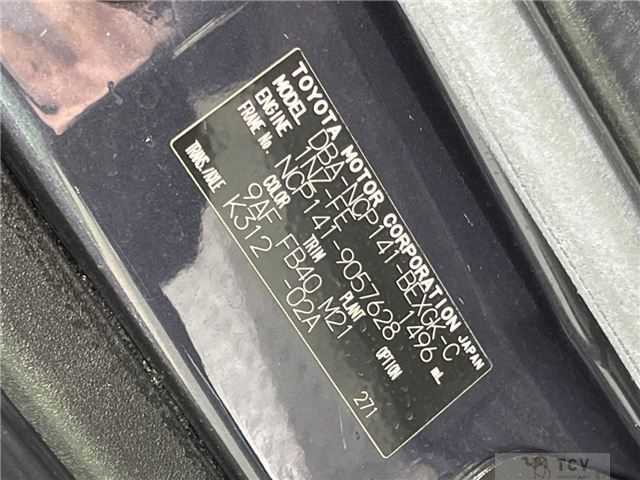 TOYOTA MOTOR CORPORATION JAPAN
MODEL DBA-NCP141-BEXGK-C
ENGINE 1NZ-FE 1496 mL
FRAME No. NCP141-9057628
COLOR TRIM PLANT OPTION
9AF FB40 M21
TRANS./AXLE K312 -02A
271
TCV